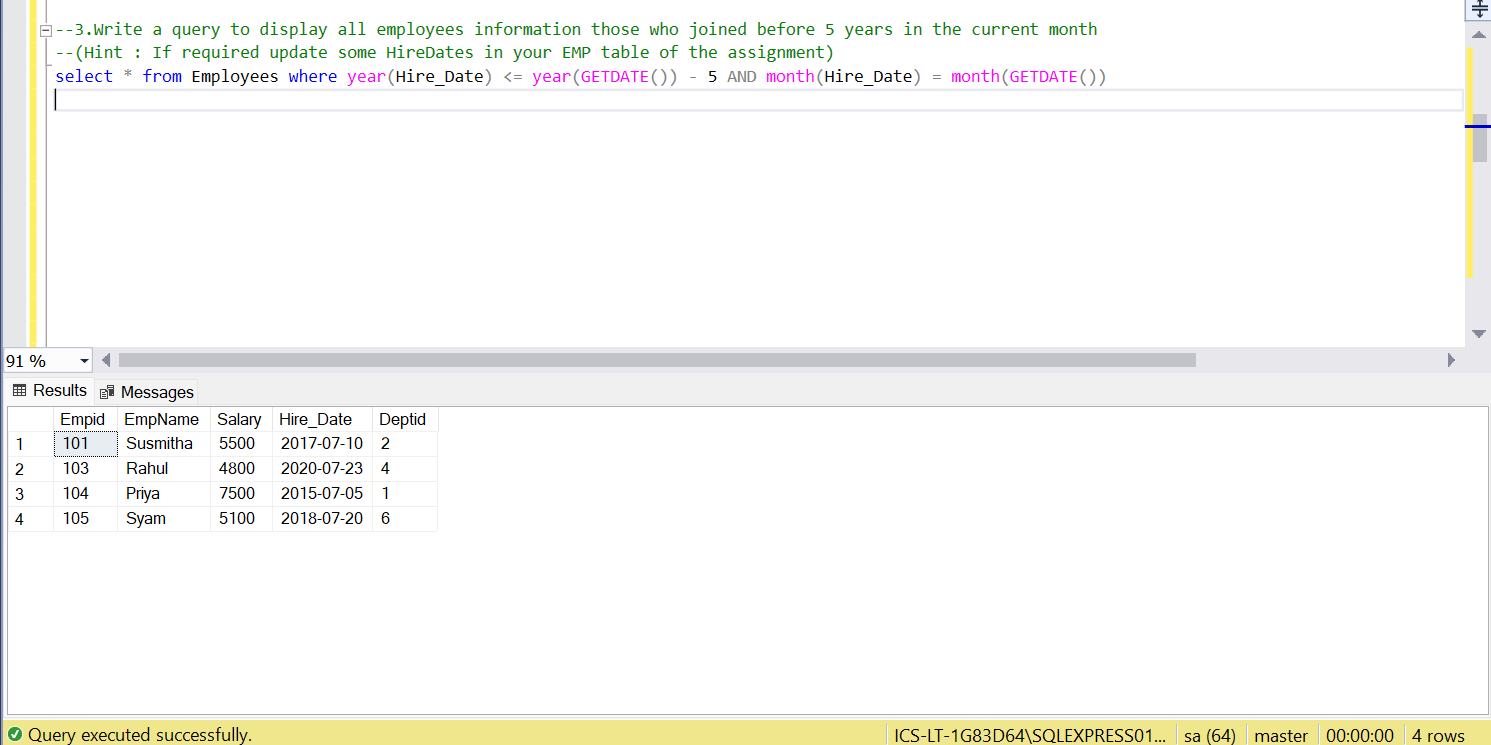 --3.Write a query to display all employees information those who joined before 5 years in the current month
--(Hint : If required update some HireDates in your EMP table of the assignment)
select * from Employees where year(Hire_Date) <= year(GETDATE()) - 5 AND month(Hire_Date) = month(GETDATE())
91 %
Results Messages
Empid EmpName Salary Hire_Date Deptid
1 101 Susmitha 5500 2017-07-10 2
2 103 Rahul 4800 2020-07-23 4
3 104 Priya 7500 2015-07-05 1
4 105 Syam 5100 2018-07-20 6
Query executed successfully. ICS-LT-1G83D64\SQLEXPRESS01... sa (64) master 00:00:00 4 rows